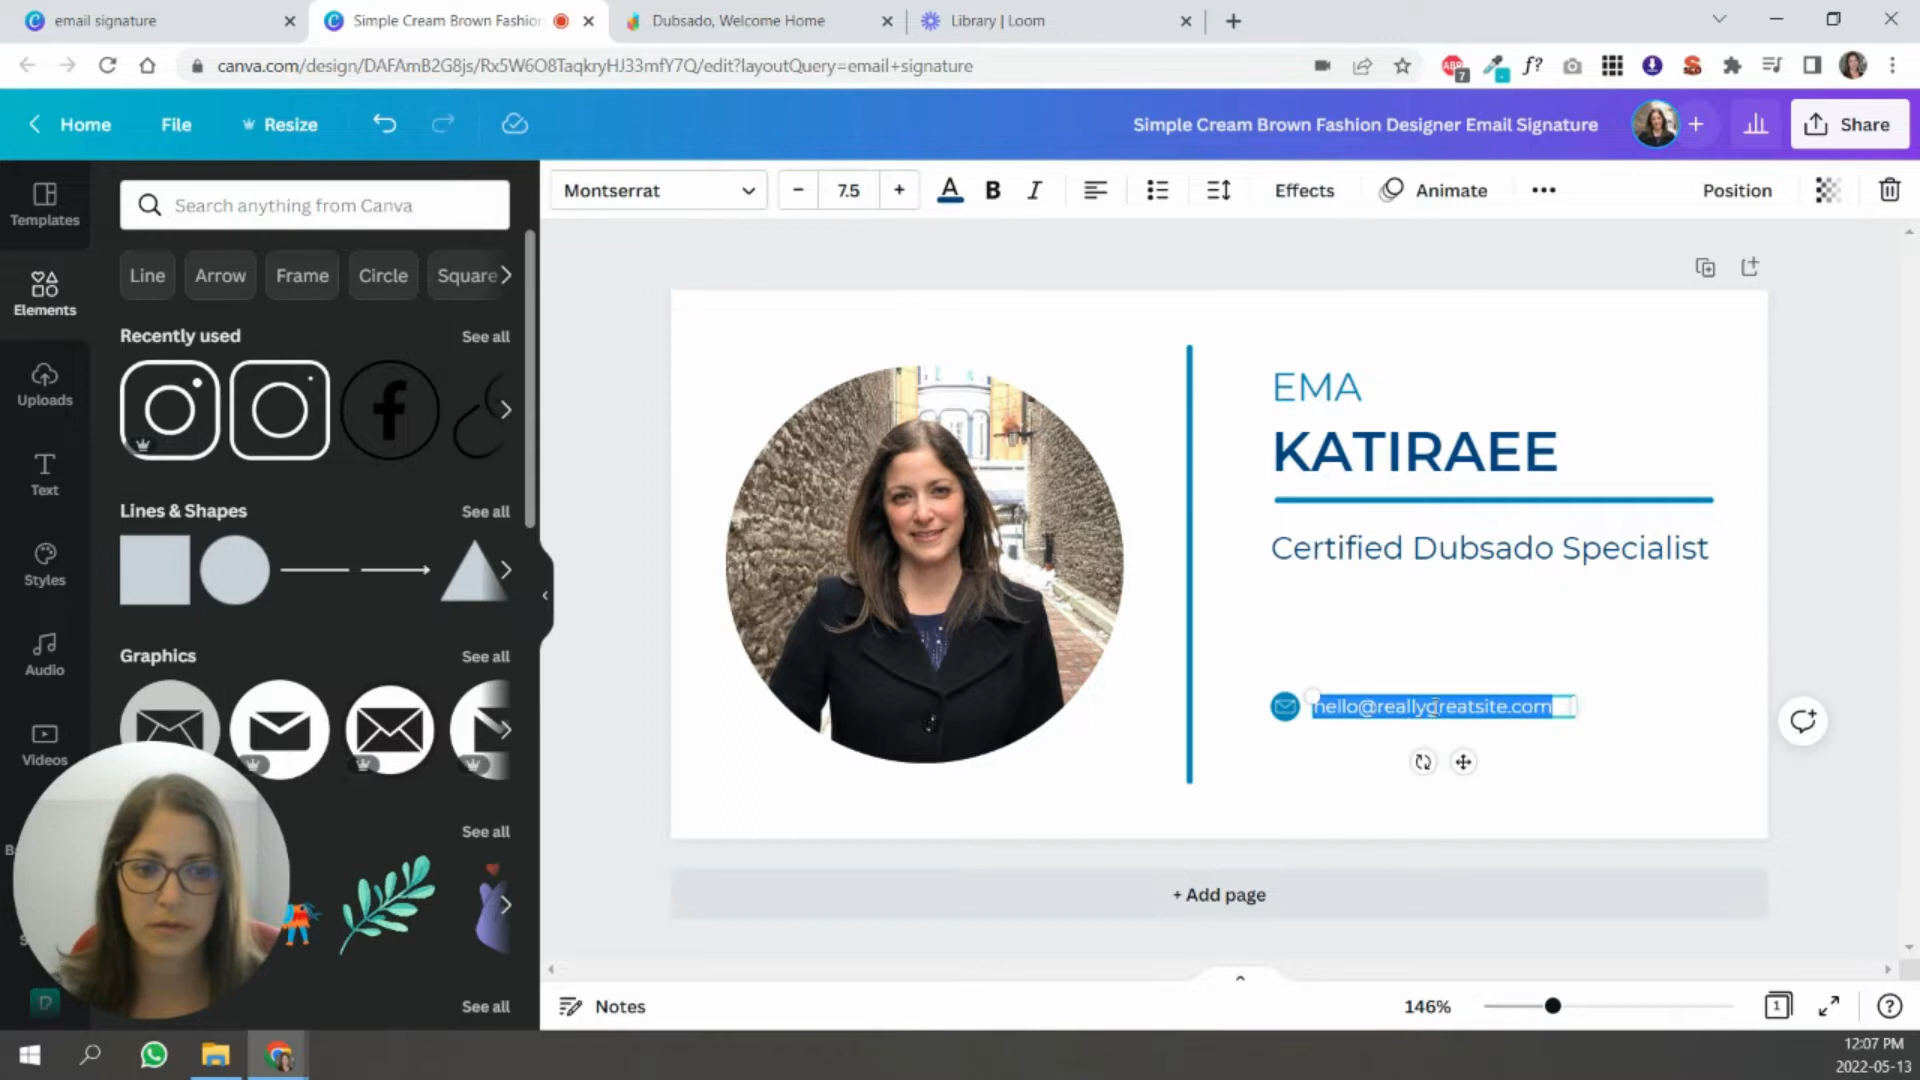 email signature
Simple Cream Brown Fashion
Dubsado, Welcome Home
Library | Loom
canva.com/design/DAFAmB2G8js/Rx5W6O8TaqkryHJ33mfY7Q/edit?layoutQuery=email+signature
ABP
7
f?
Home
File
Resize
Simple Cream Brown Fashion Designer Email Signature
Share
Templates
Elements
Uploads
Text
Styles
Audio
Videos
Search anything from Canva
Line
Arrow
Frame
Circle
Square
Recently used
See all
Lines & Shapes
See all
Graphics
See all
See all
See all
Montserrat
7.5
A
B
I
Effects
Animate
Position
EMA
KATIRAEE
Certified Dubsado Specialist
hello@reallygreatsite.com
+ Add page
Notes
146%
1
12:07 PM
2022-05-13